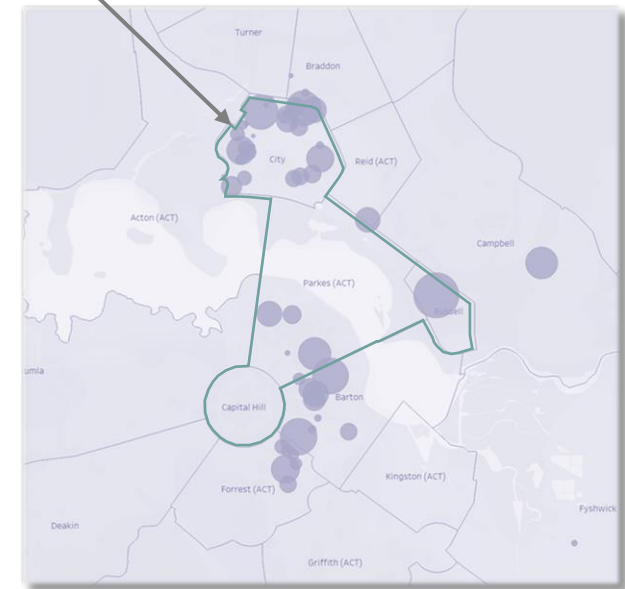 Turner
Braddon
City
Reid (ACT)
Acton (ACT)
Campbell
Parkes (ACT)
Russell
umla
Capital Hill
Barton
Kingston (ACT)
Forrest (ACT)
Fyshwick
Deakin
Griffith (ACT)